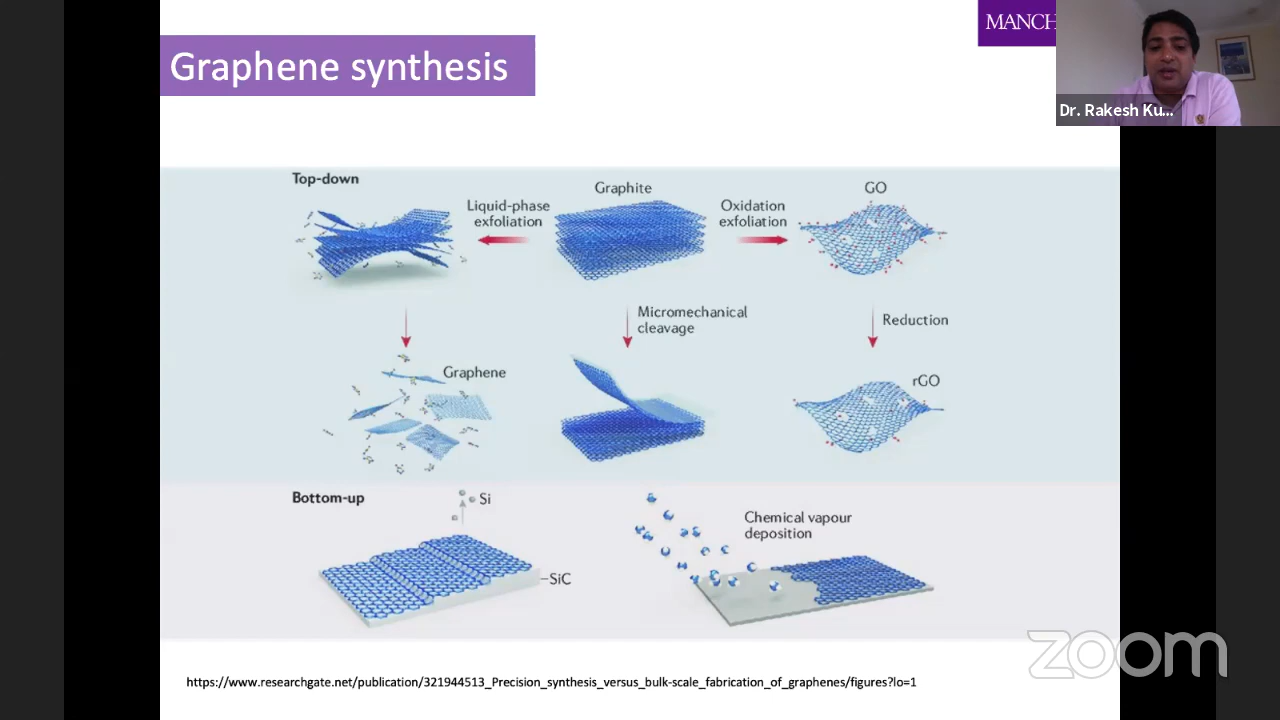 MANCH
Graphene synthesis
Dr. Rakesh Ku...
Top-down
Liquid-phase
exfoliation
Graphite
Oxidation
exfoliation
GO
Micromechanical
cleavage
Reduction
Graphene
rGO
Bottom-up
Si
SiC
Chemical vapour
deposition
zoom
https://www.researchgate.net/publication/321944513_Precision_synthesis_versus_bulk-scale_fabrication_of_graphenes/figures?lo=1